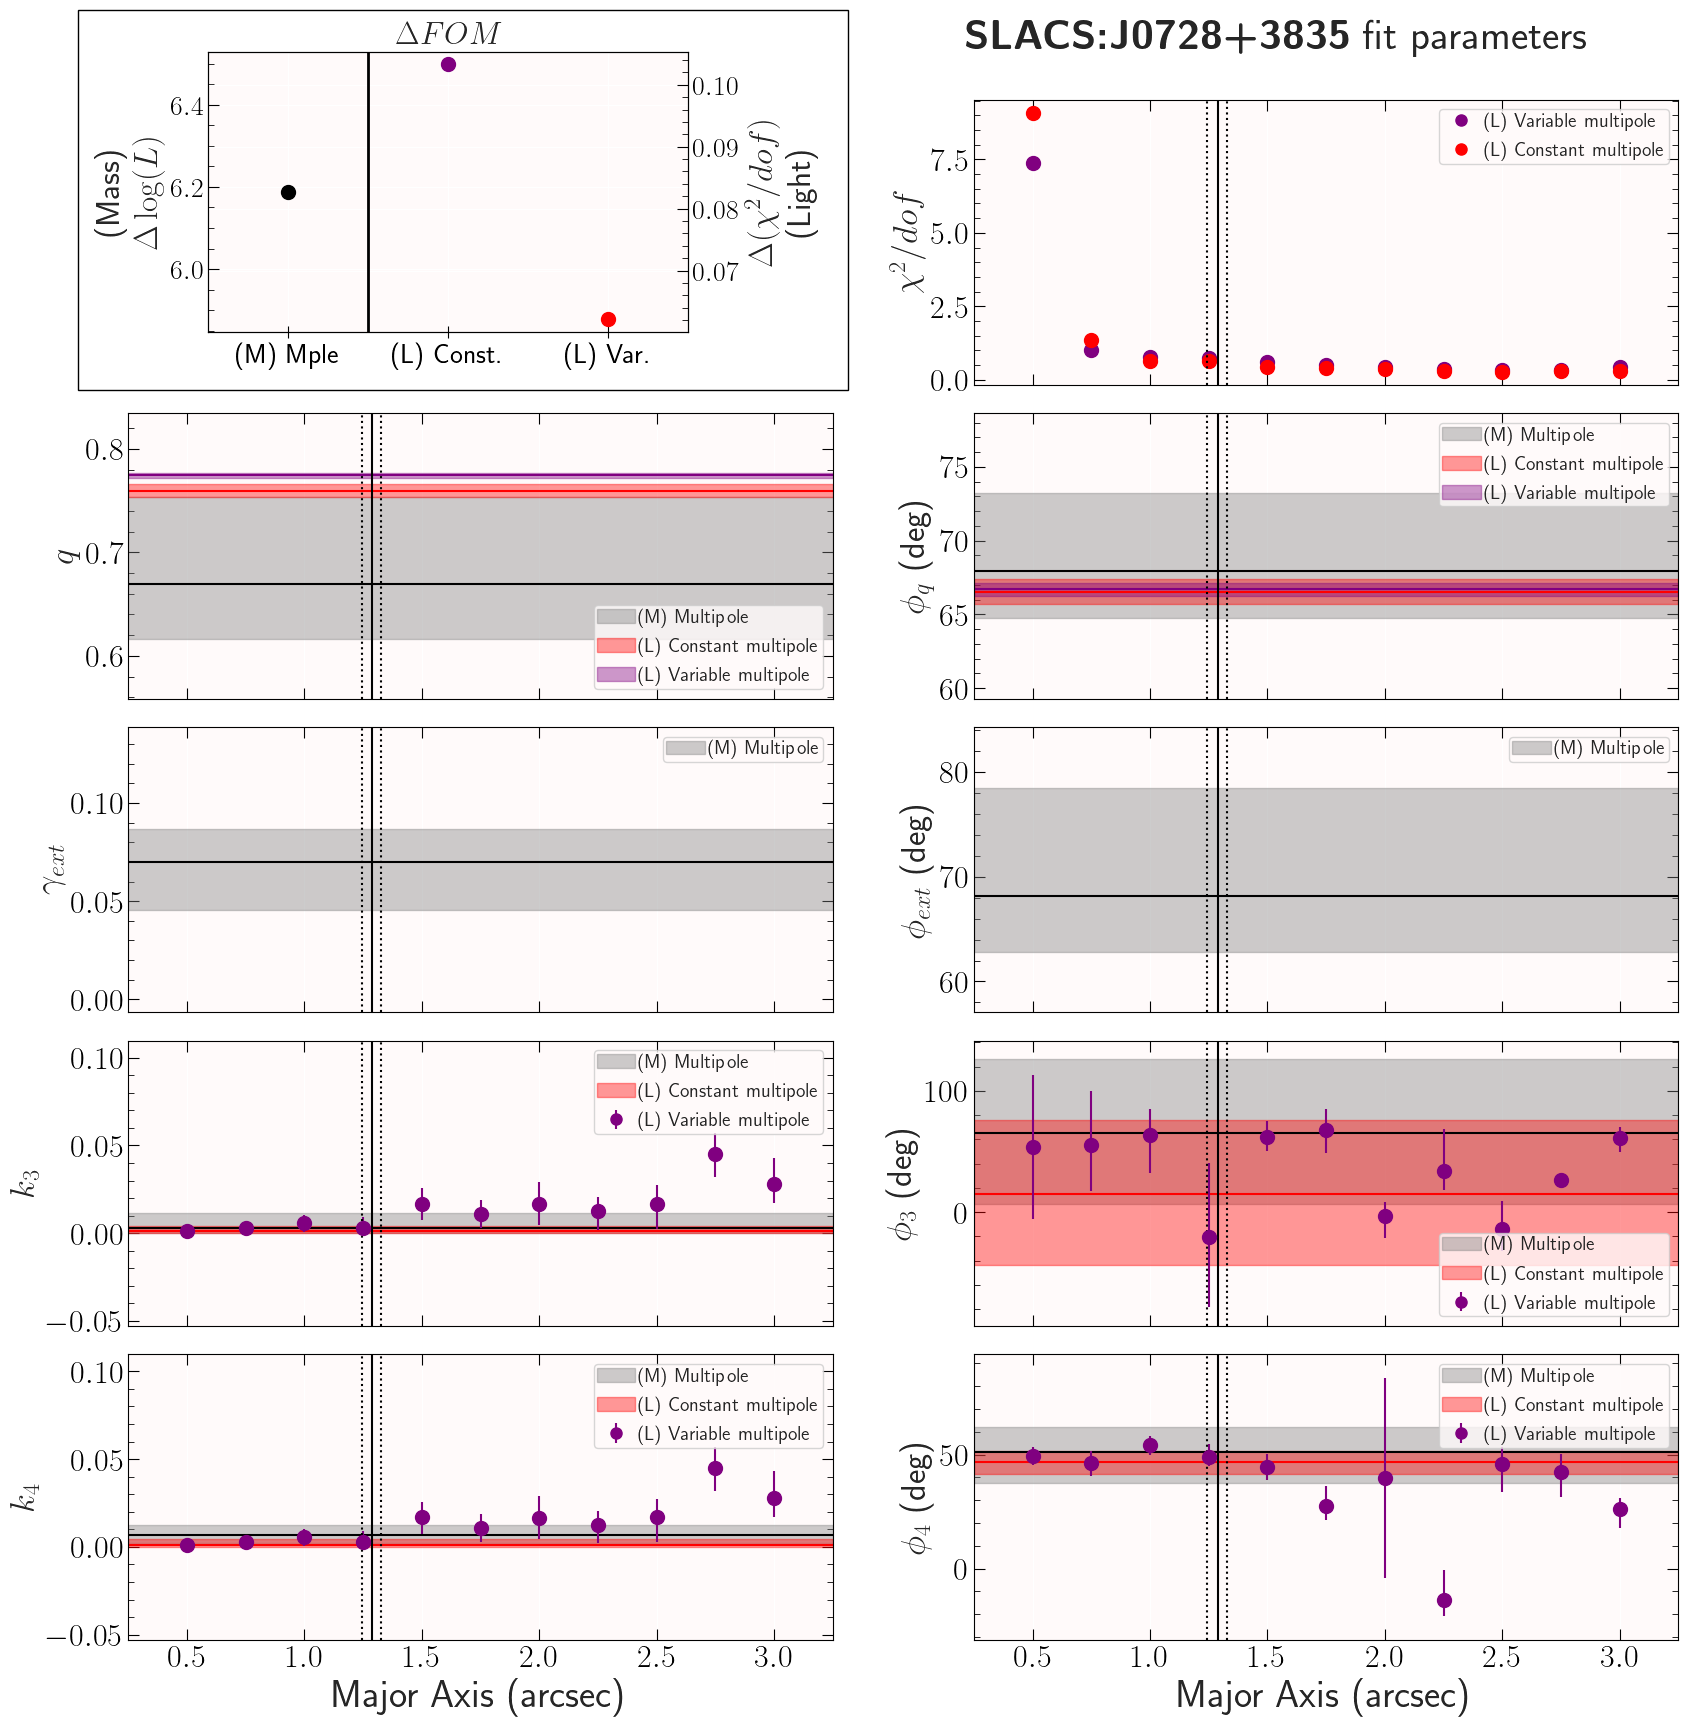 ΔFOM
SLACS:J0728+3835 fit parameters
(Mass)
Δ log(L)
6.4
6.2
6.0
0.10
0.09
0.08
0.07
Δ(χ²/dof)
(Light)
(M) Mple
(L) Const.
(L) Var.
χ²/dof
7.5
5.0
2.5
0.0
(L) Variable multipole
(L) Constant multipole
q
0.8
0.7
0.6
(M) Multipole
(L) Constant multipole
(L) Variable multipole
ϕ_q (deg)
75
70
65
60
(M) Multipole
(L) Constant multipole
(L) Variable multipole
γ_ext
0.10
0.05
0.00
(M) Multipole
ϕ_ext (deg)
80
70
60
(M) Multipole
k₃
0.10
0.05
0.00
−0.05
(M) Multipole
(L) Constant multipole
(L) Variable multipole
ϕ₃ (deg)
100
0
(M) Multipole
(L) Constant multipole
(L) Variable multipole
k₄
0.10
0.05
0.00
−0.05
(M) Multipole
(L) Constant multipole
(L) Variable multipole
0.5 1.0 1.5 2.0 2.5 3.0
Major Axis (arcsec)
ϕ₄ (deg)
50
0
(M) Multipole
(L) Constant multipole
(L) Variable multipole
0.5 1.0 1.5 2.0 2.5 3.0
Major Axis (arcsec)